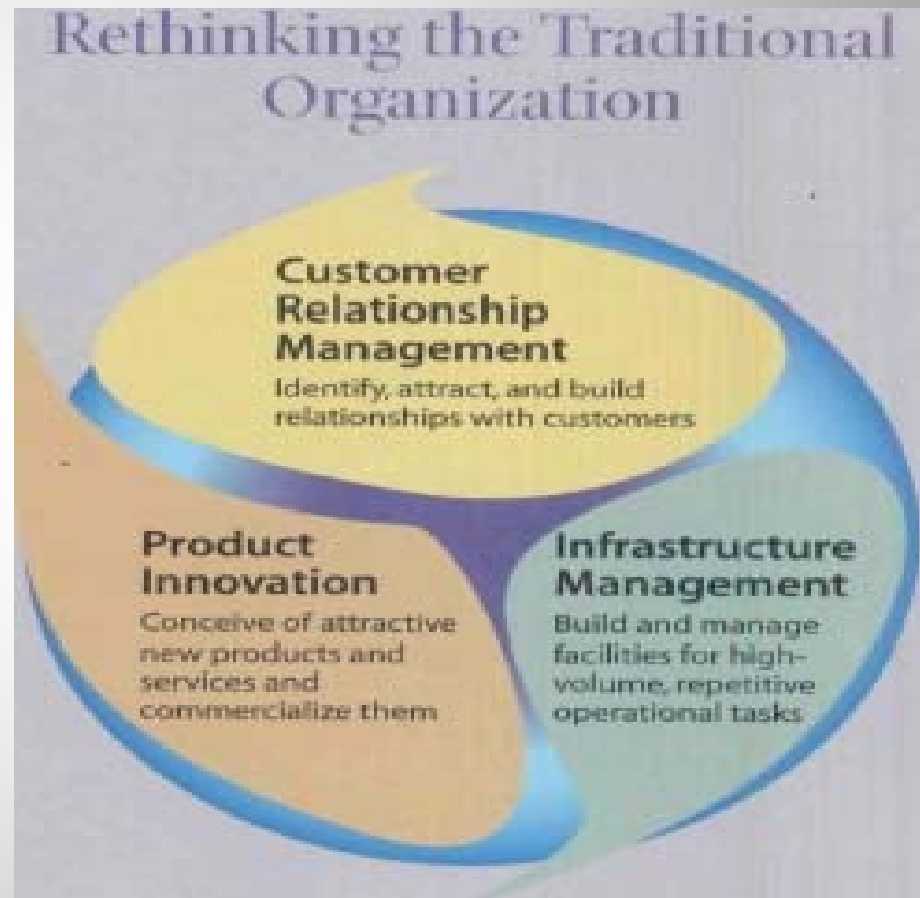 Rethinking the Traditional
Organization
Customer
Relationship
Management
Identify, attract, and build
relationships with customers
Product
Innovation
Conceive of attractive
new products and
services and
commercialize them
Infrastructure
Management
Build and manage
facilities for high-
volume, repetitive
operational tasks